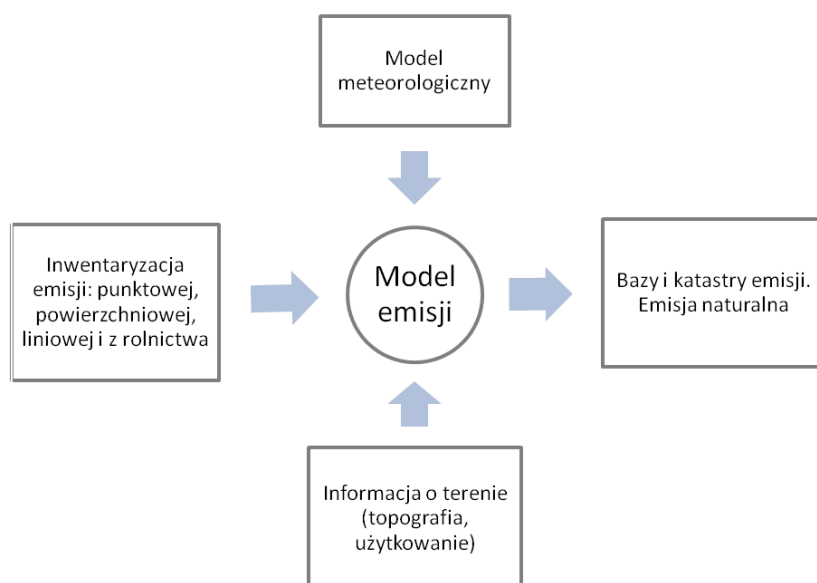 Model
meteorologiczny
Inwentaryzacja
emisji: punktowej,
powierzchniowej,
liniowej i z rolnictwa
Model
emisji
Bazy i katastry emisji.
Emisja naturalna
Informacja o terenie
(topografia,
użytkowanie)